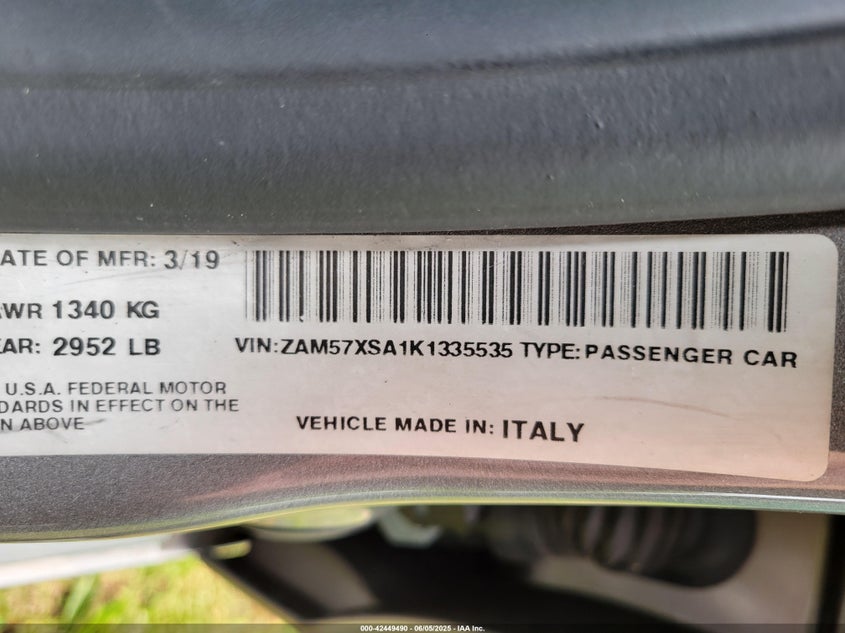 ATE OF MFR: 3/19
WR 1340 KG
EAR: 2952 LB
VIN:ZAM57XSA1K1335535 TYPE:PASSENGER CAR
U.S.A. FEDERAL MOTOR
DARDS IN EFFECT ON THE
N ABOVE
VEHICLE MADE IN: ITALY
000-42449490 - 06/05/2025 - IAA Inc.